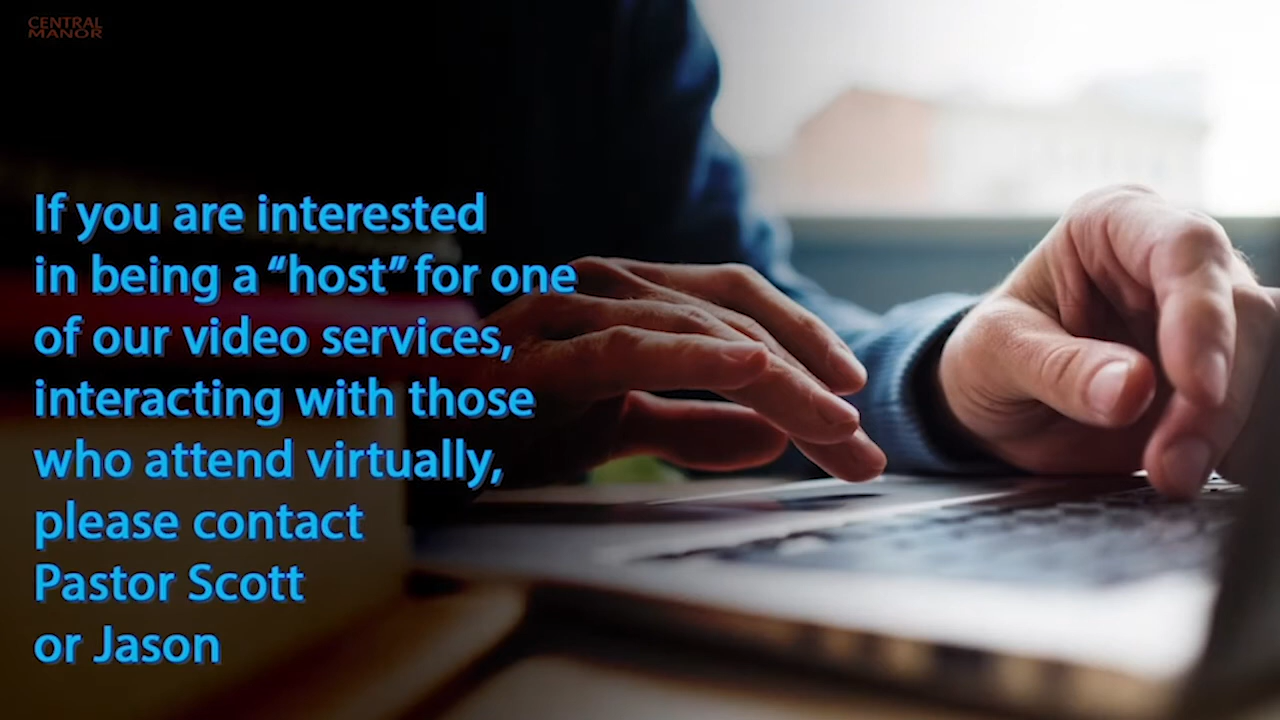 CENTRAL
MANOR
If you are interested
in being a “host” for one
of our video services,
interacting with those
who attend virtually,
please contact
Pastor Scott
or Jason